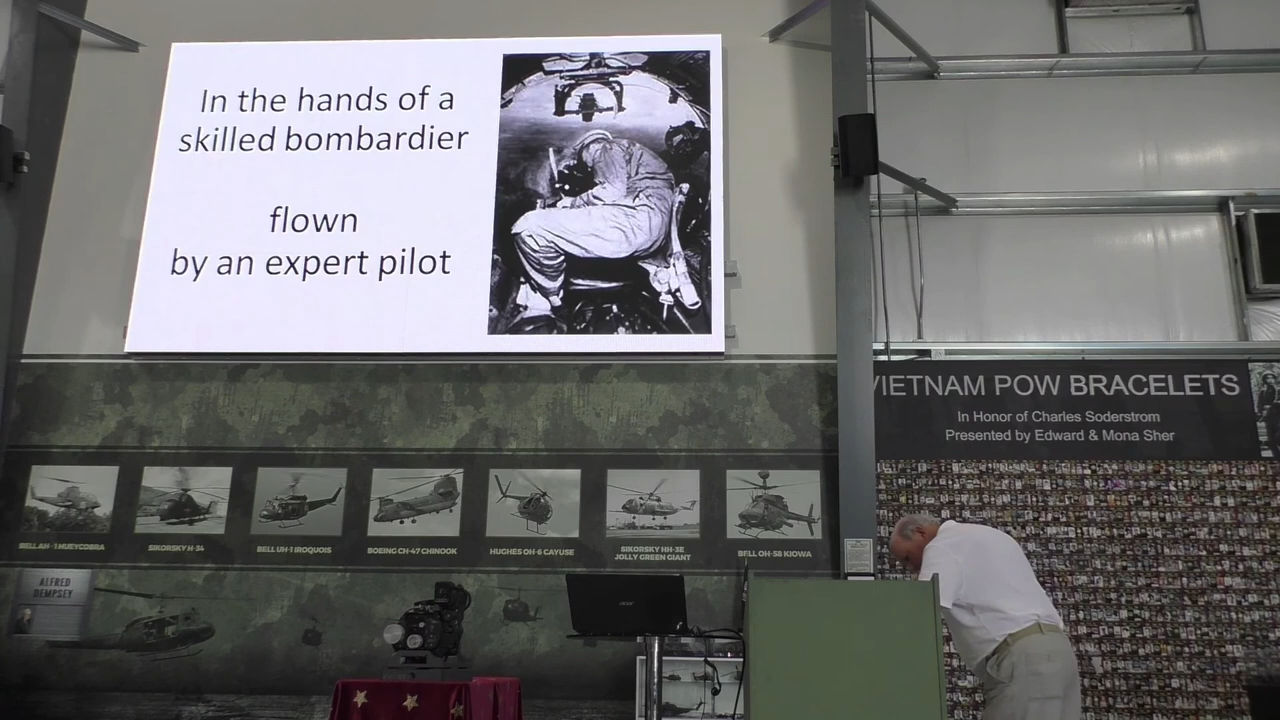 In the hands of a
skilled bombardier
flown
by an expert pilot
VIETNAM POW BRACELETS
In Honor of Charles Soderstrom
Presented by Edward & Mona Sher
BELL AH-1 HUEYCOBRA
SIKORSKY H-34
BELL UH-1 IROQUOIS
BOEING CH-47 CHINOOK
HUGHES OH-6 CAYUSE
SIKORSKY HH-3E
JOLLY GREEN GIANT
BELL OH-58 KIOWA
ALFRED
DEMPSEY
acer